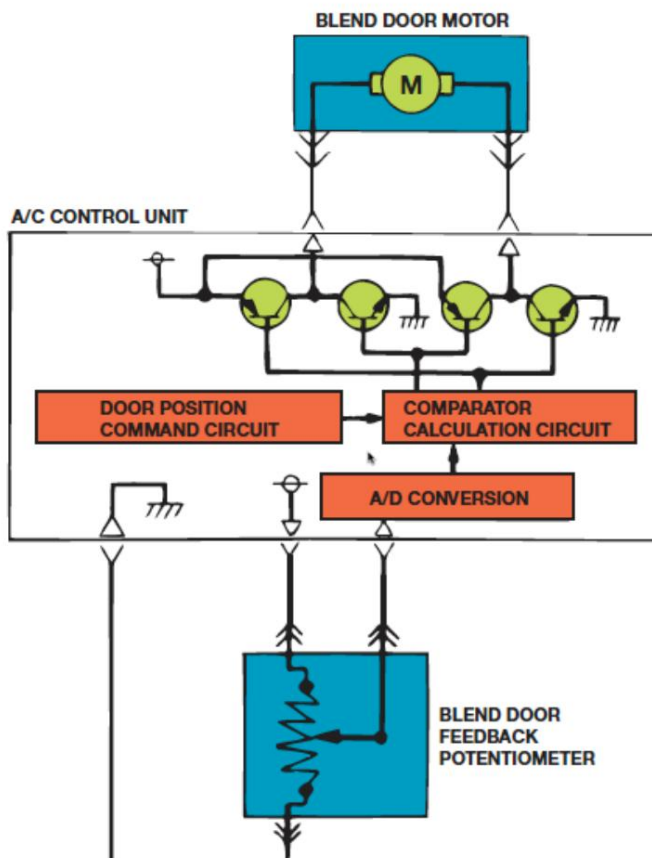 BLEND DOOR MOTOR
M
A/C CONTROL UNIT
DOOR POSITION
COMMAND CIRCUIT
COMPARATOR
CALCULATION CIRCUIT
A/D CONVERSION
BLEND DOOR
FEEDBACK
POTENTIOMETER